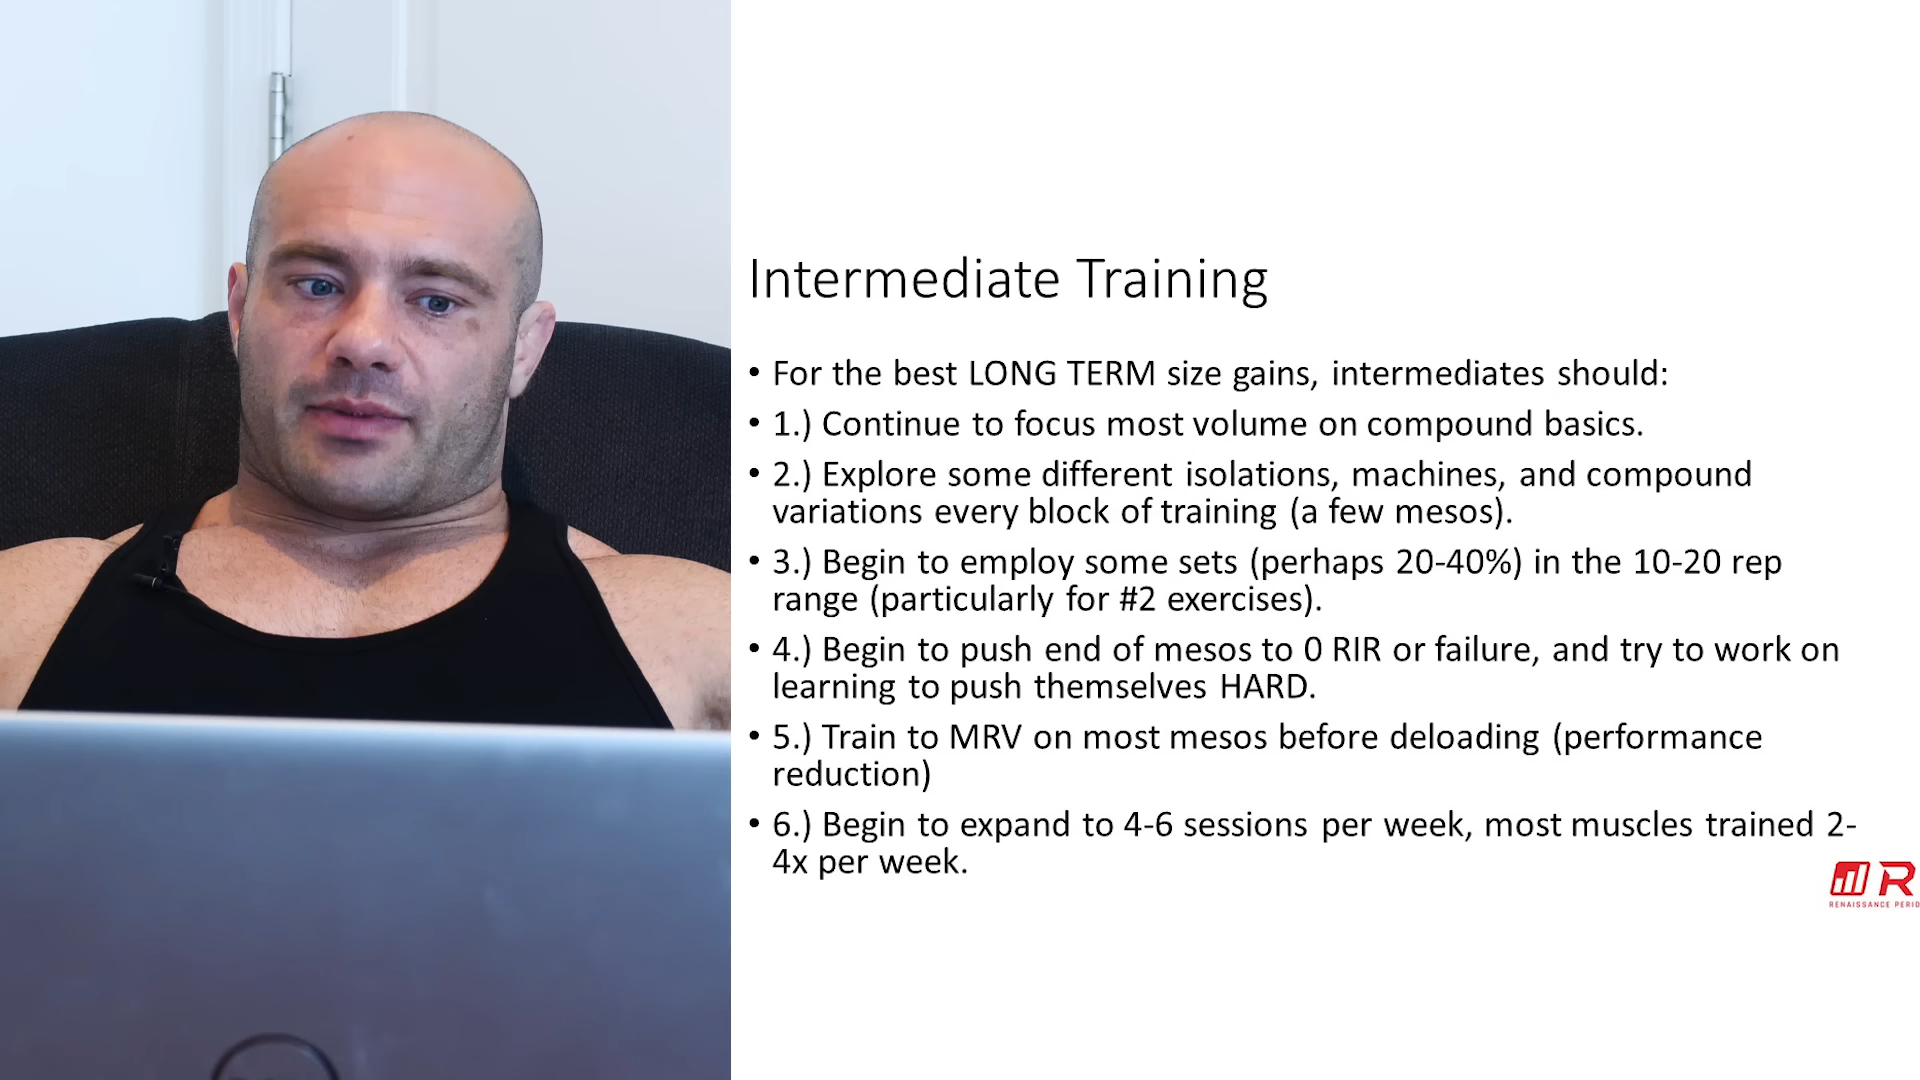 Intermediate Training
• For the best LONG TERM size gains, intermediates should:
• 1.) Continue to focus most volume on compound basics.
• 2.) Explore some different isolations, machines, and compound
variations every block of training (a few mesos).
• 3.) Begin to employ some sets (perhaps 20-40%) in the 10-20 rep
range (particularly for #2 exercises).
• 4.) Begin to push end of mesos to 0 RIR or failure, and try to work on
learning to push themselves HARD.
• 5.) Train to MRV on most mesos before deloading (performance
reduction)
• 6.) Begin to expand to 4-6 sessions per week, most muscles trained 2-
4x per week.
R
RENAISSANCE PERIO